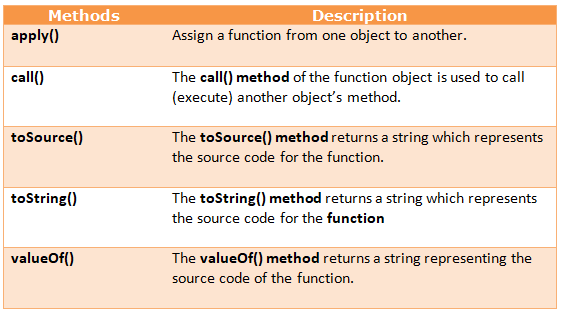 Methods Description
apply() Assign a function from one object to another.
call() The call() method of the function object is used to call
(execute) another object’s method.
toSource() The toSource() method returns a string which represents
the source code for the function.
toString() The toString() method returns a string which represents
the source code for the function
valueOf() The valueOf() method returns a string representing the
source code of the function.